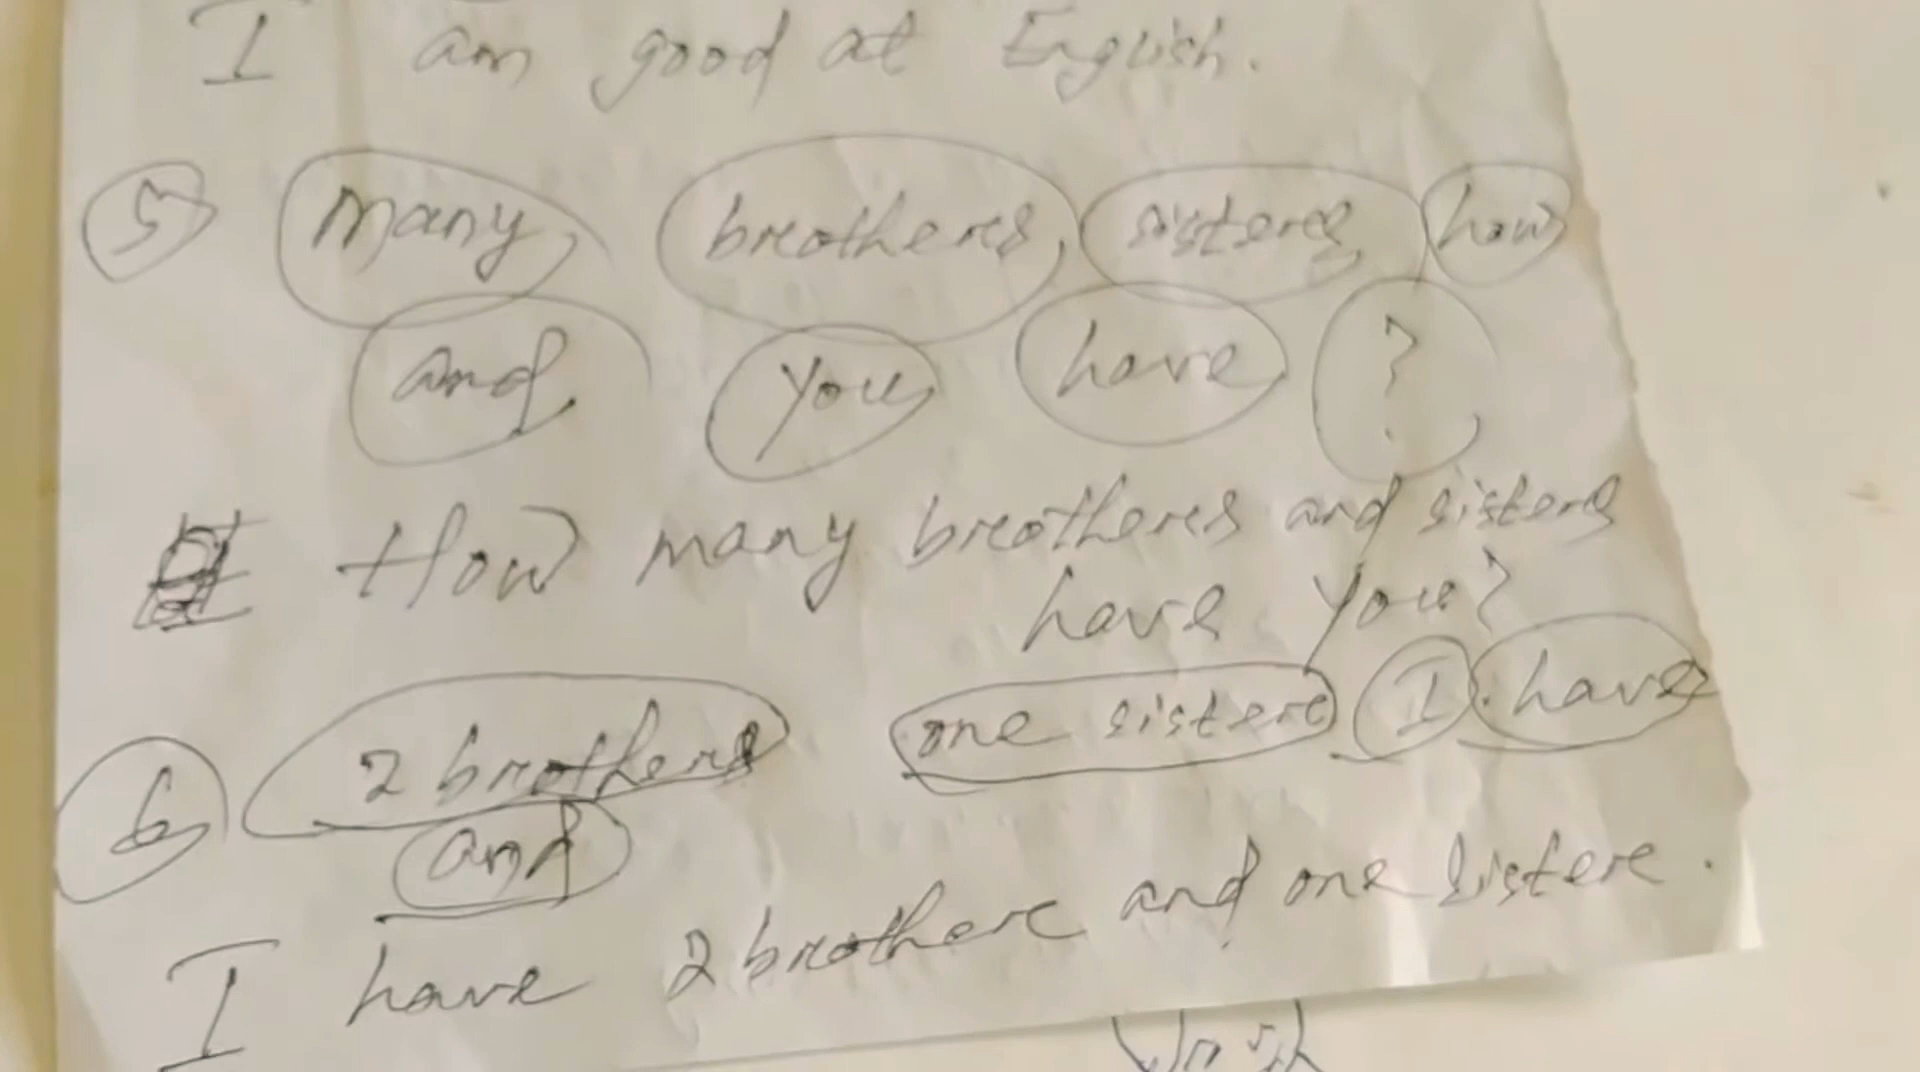 I am good at English.
5 many, brothers, sisters, how
and, you, have, ?
How many brothers and sisters
have you?
6 2 brothers one sister I have
and
I have 2 brother and one sister.